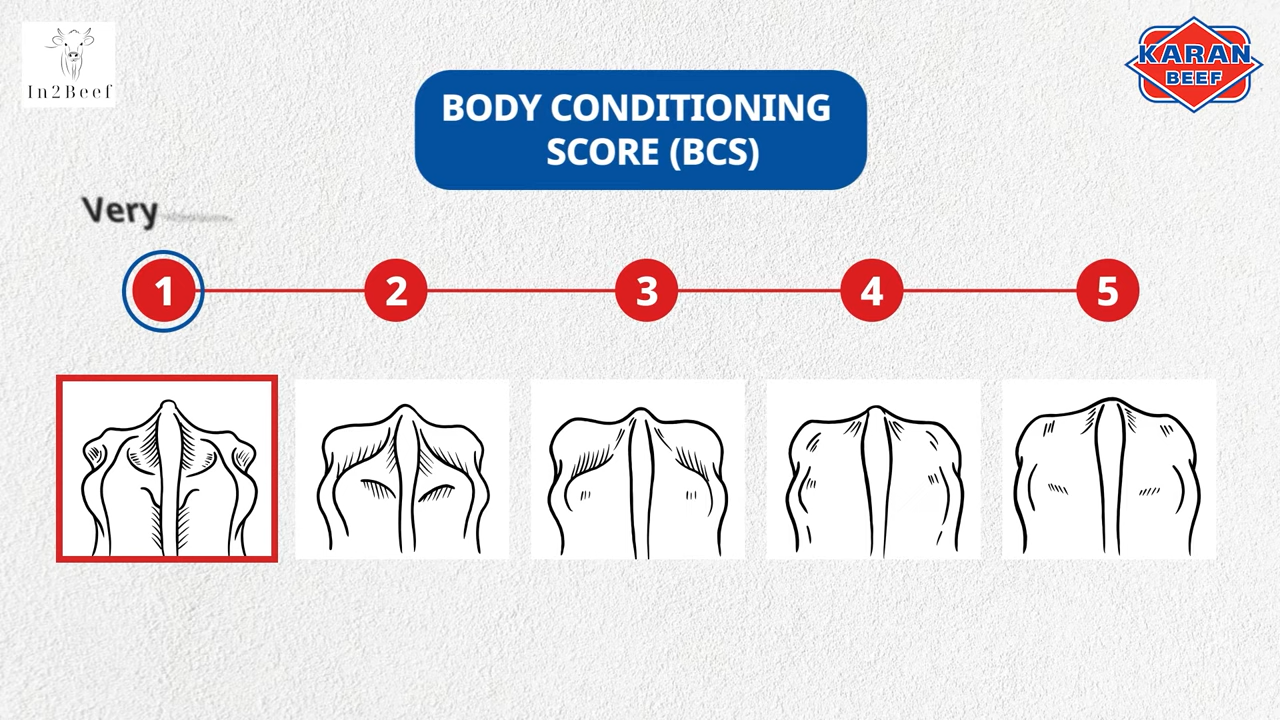 In2Beef
KARAN
BEEF
BODY CONDITIONING
SCORE (BCS)
Very
1
2
3
4
5